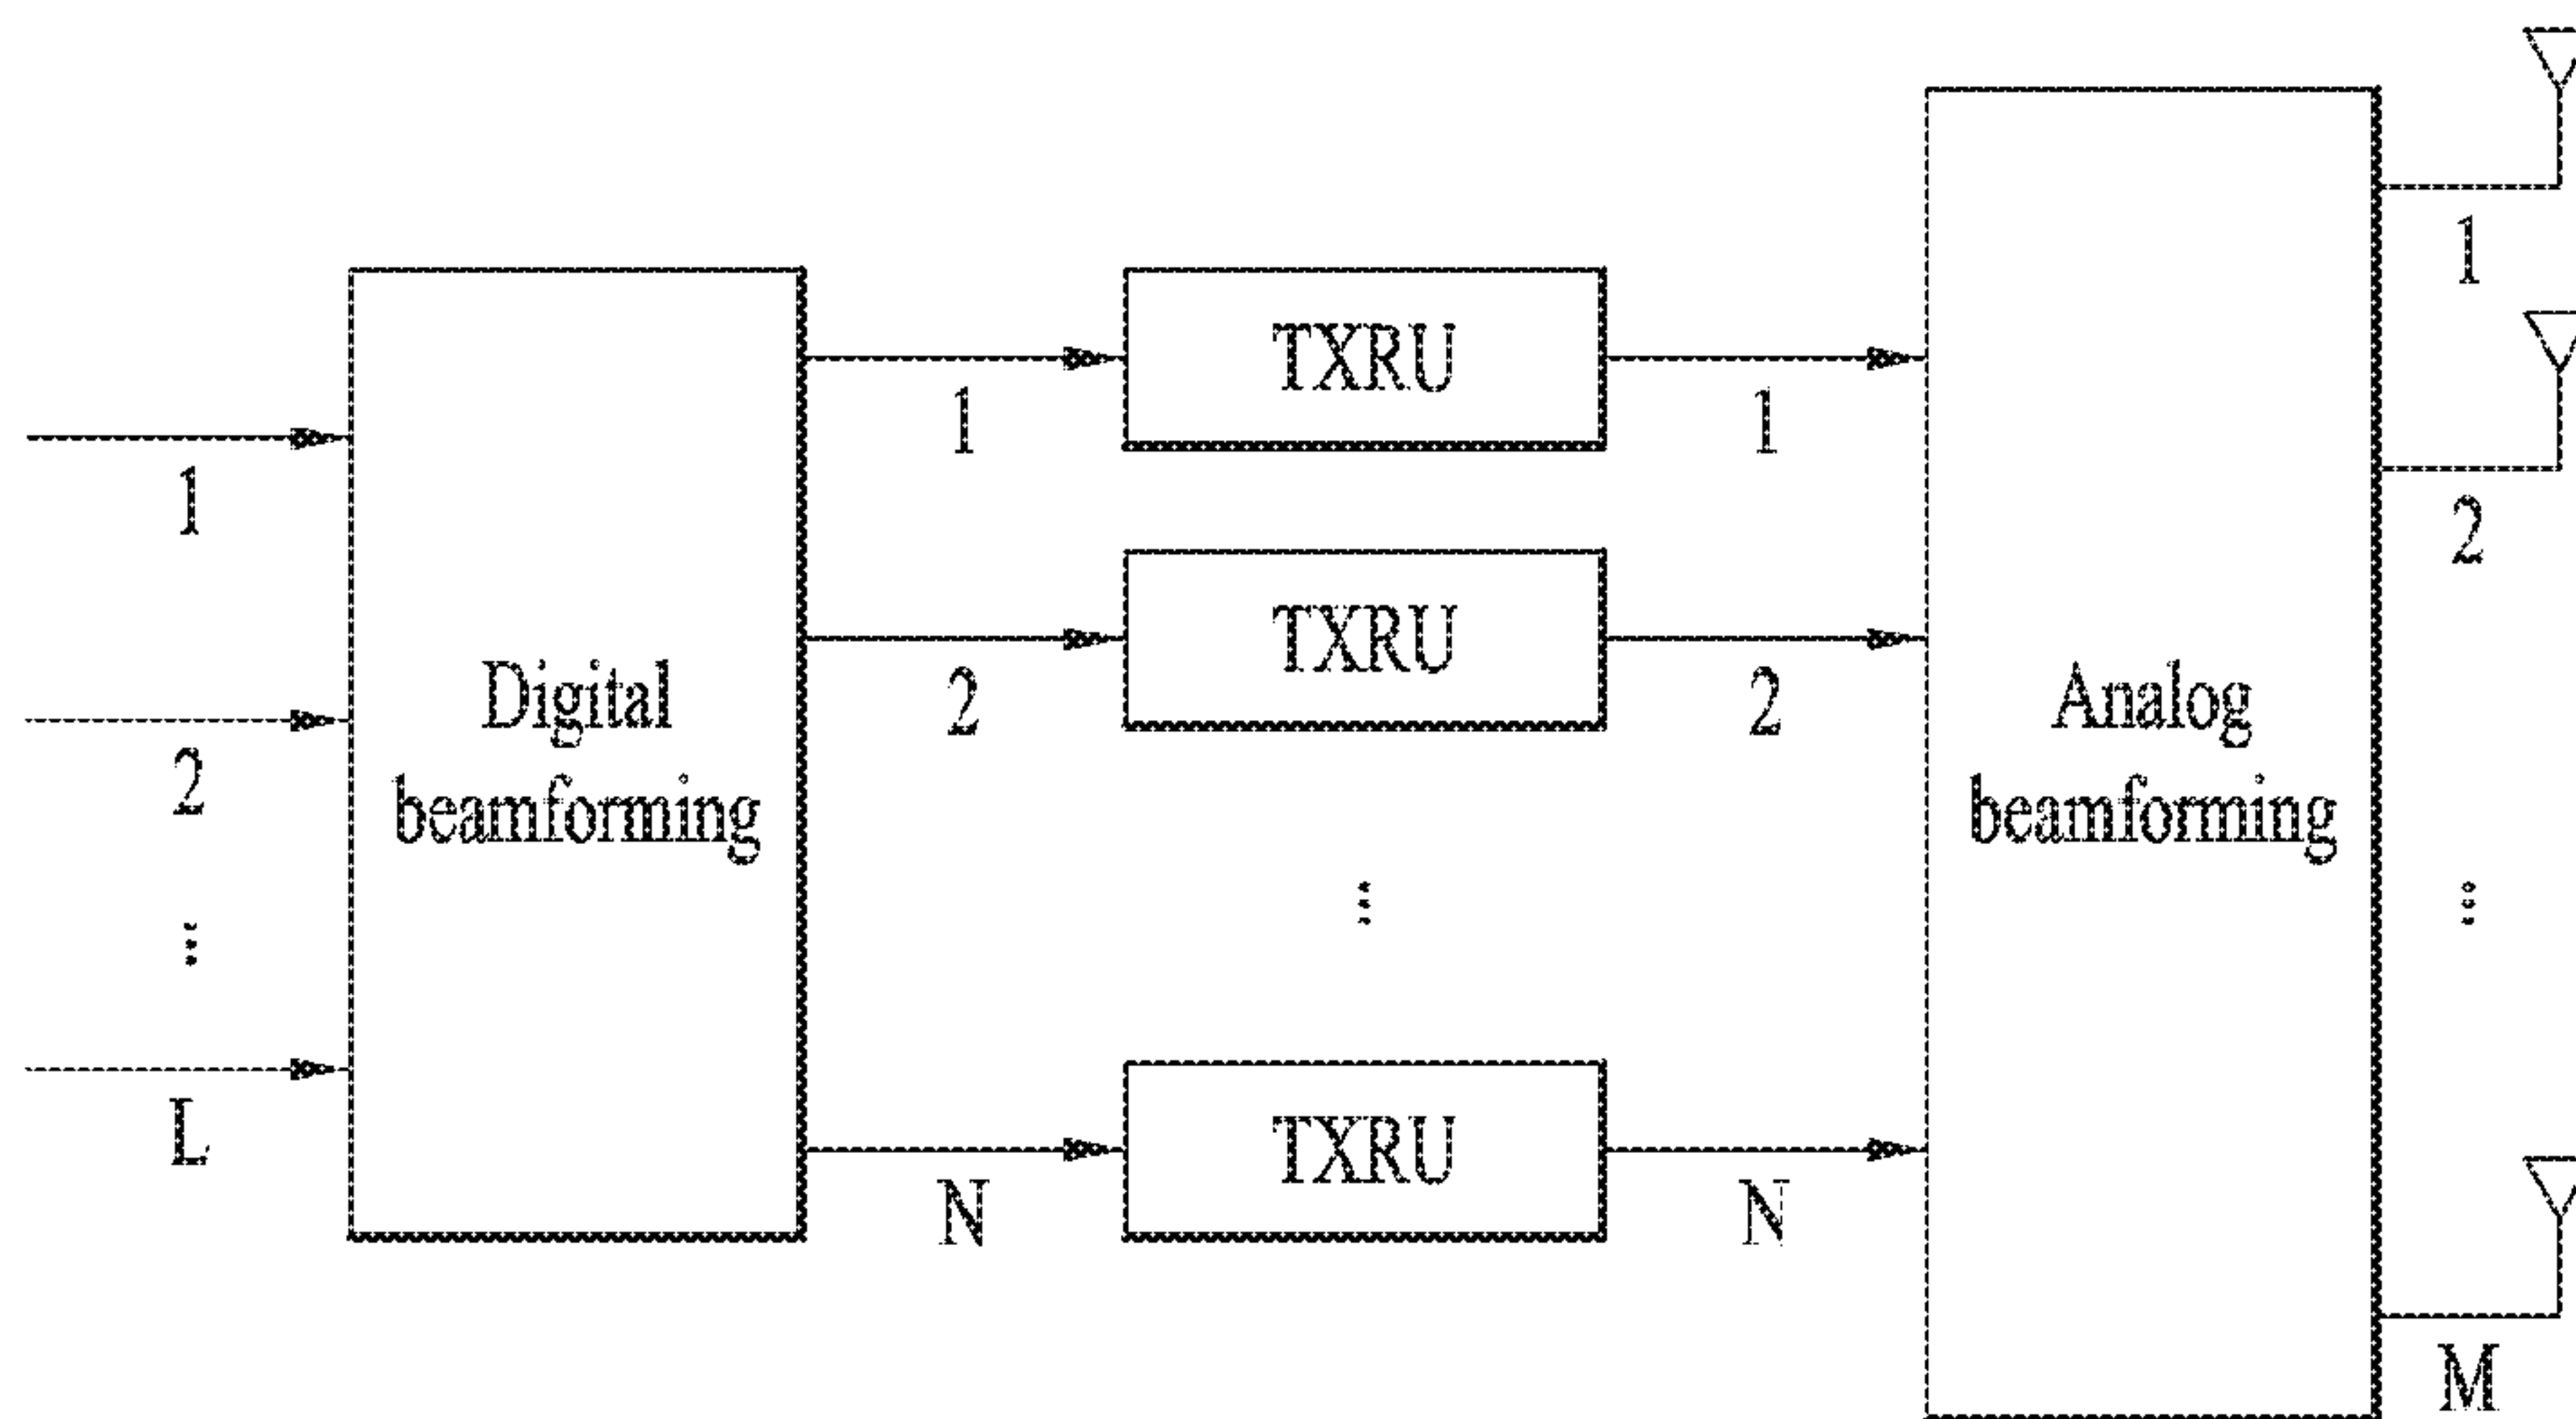 1
2
⋮
L
Digital
beamforming
1
2
N
TXRU
TXRU
⋮
TXRU
1
2
N
Analog
beamforming
1
2
⋮
M